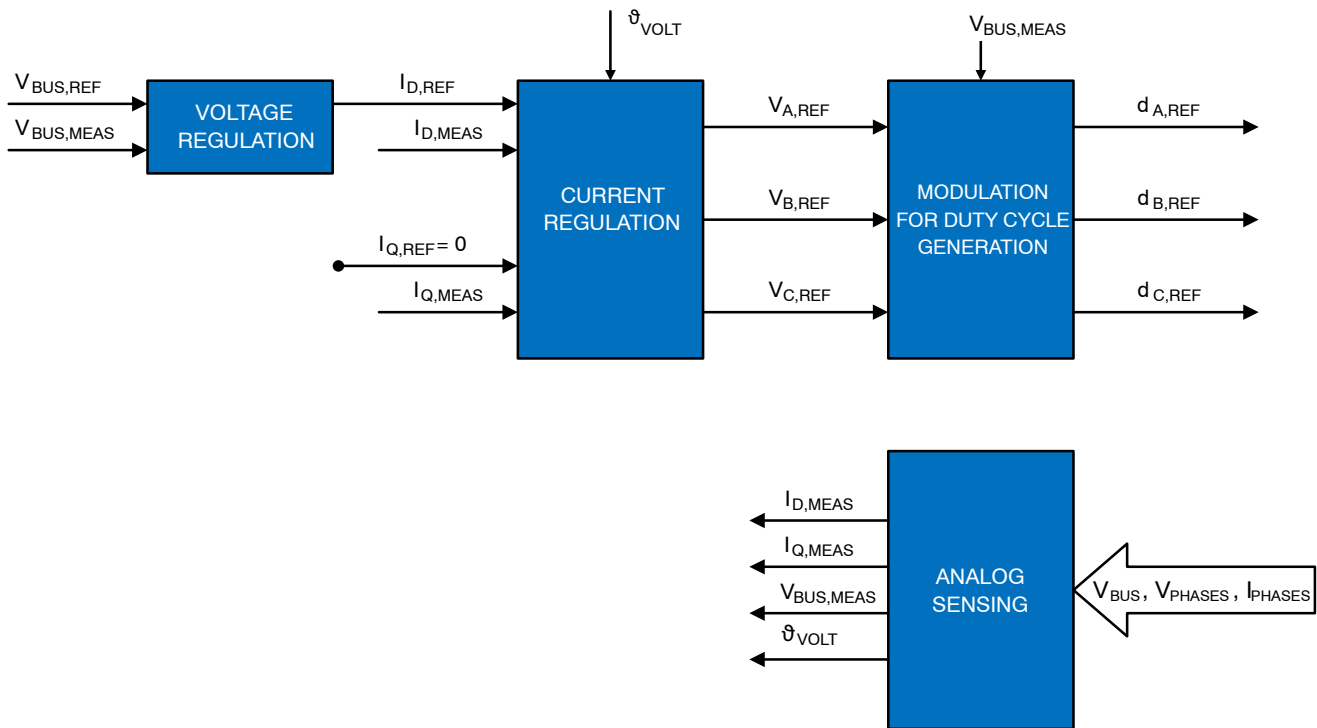 ϑVOLT
VBUS,MEAS
VBUS,REF
VBUS,MEAS
VOLTAGE
REGULATION
ID,REF
ID,MEAS
IQ,REF = 0
IQ,MEAS
CURRENT
REGULATION
VA,REF
VB,REF
VC,REF
MODULATION
FOR DUTY CYCLE
GENERATION
dA,REF
dB,REF
dC,REF
ID,MEAS
IQ,MEAS
VBUS,MEAS
ϑVOLT
ANALOG
SENSING
VBUS, VPHASES, IPHASES